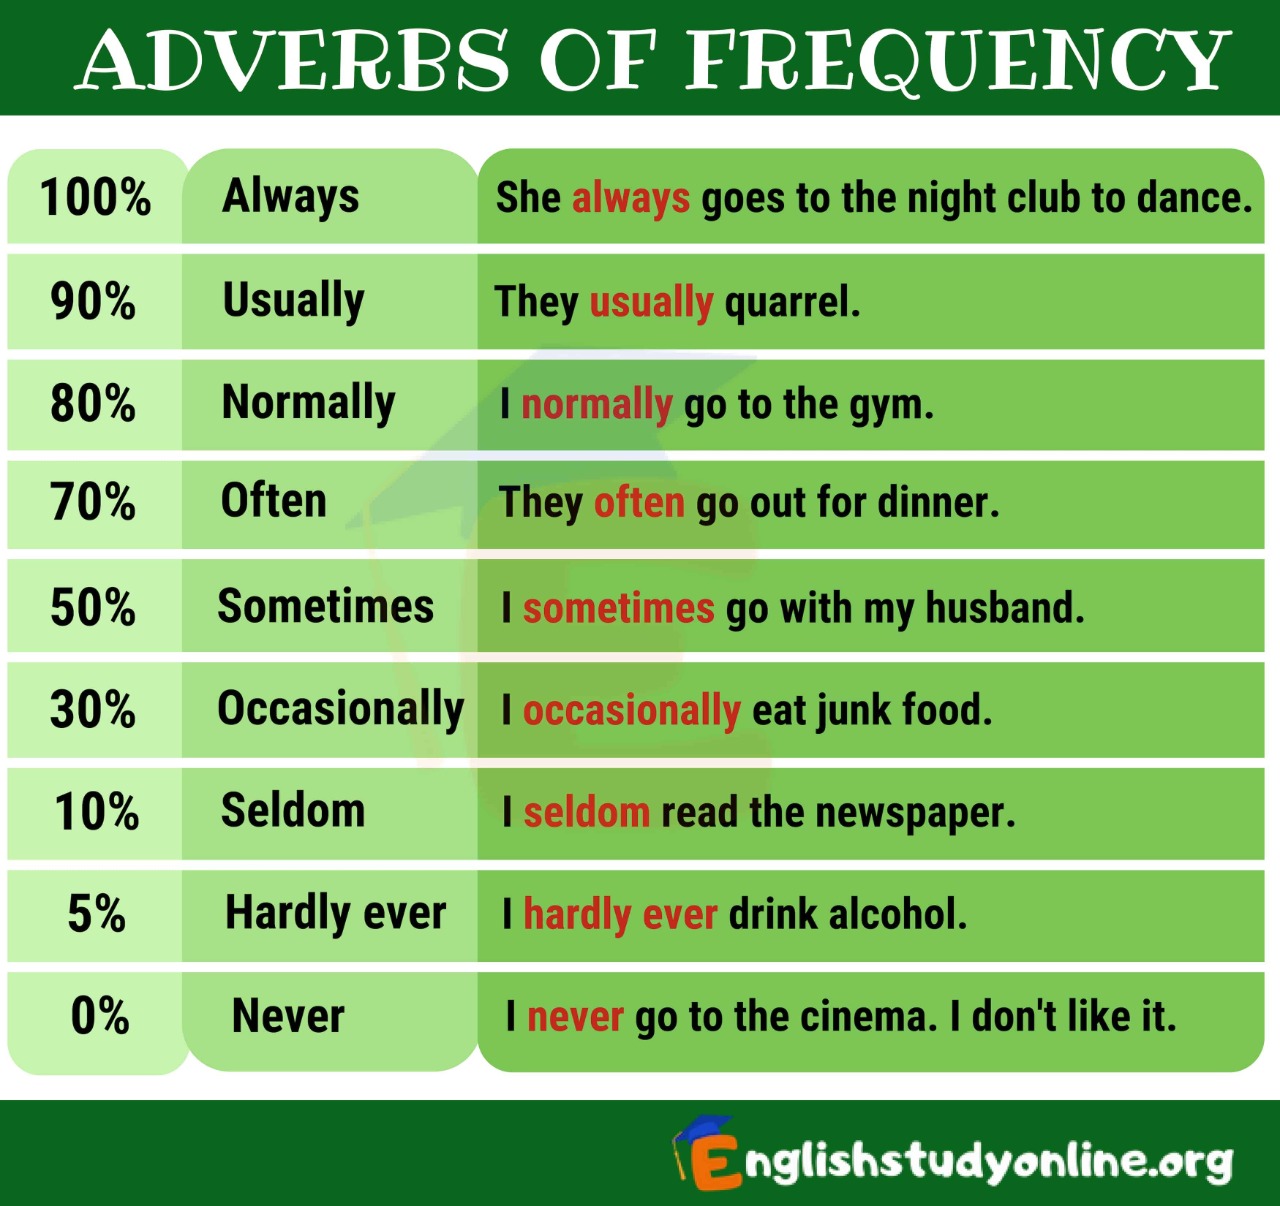 ADVERBS OF FREQUENCY
100% Always She always goes to the night club to dance.
90% Usually They usually quarrel.
80% Normally I normally go to the gym.
70% Often They often go out for dinner.
50% Sometimes I sometimes go with my husband.
30% Occasionally I occasionally eat junk food.
10% Seldom I seldom read the newspaper.
5% Hardly ever I hardly ever drink alcohol.
0% Never I never go to the cinema. I don't like it.
Englishstudyonline.org